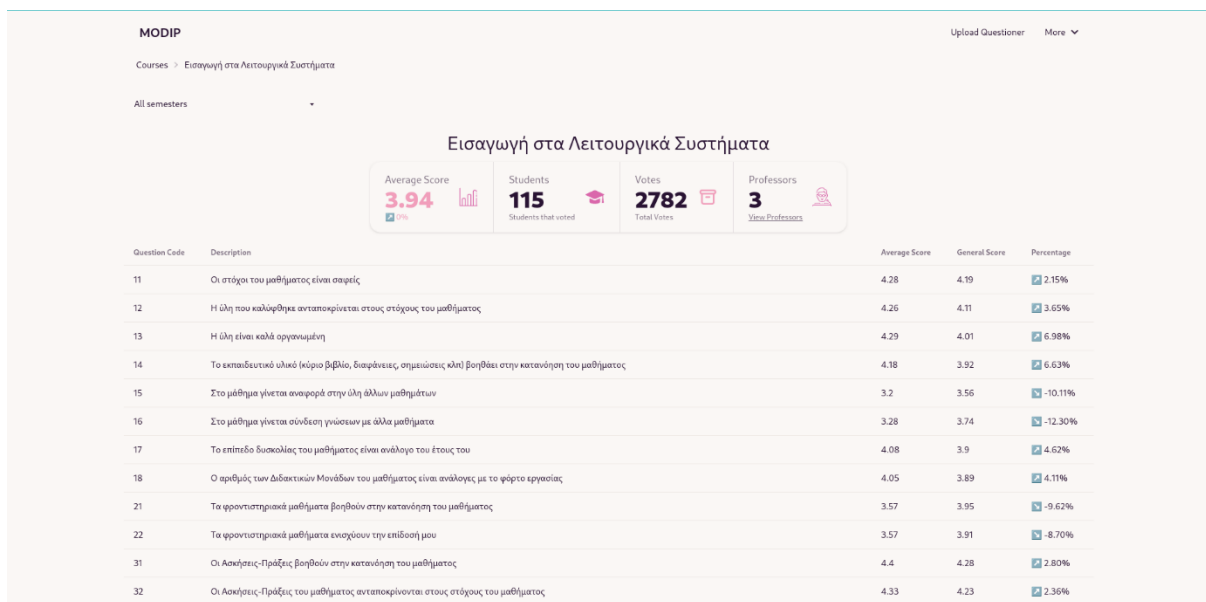 MODIP Upload Questioner More
Courses > Εισαγωγή στα Λειτουργικά Συστήματα
All semesters
Εισαγωγή στα Λειτουργικά Συστήματα
Average Score Students Votes Professors
3.94 115 2782 3
0% Students that voted Total Votes View Professors
Question Code Description Average Score General Score Percentage
11 Οι στόχοι του μαθήματος είναι σαφείς 4.28 4.19 2.15%
12 Η ύλη που καλύφθηκε ανταποκρίνεται στους στόχους του μαθήματος 4.26 4.11 3.65%
13 Η ύλη είναι καλά οργανωμένη 4.29 4.01 6.98%
14 Το εκπαιδευτικό υλικό (κύριο βιβλίο, διαφάνειες, σημειώσεις κλπ) βοηθάει στην κατανόηση του μαθήματος 4.18 3.92 6.63%
15 Στο μάθημα γίνεται αναφορά στην ύλη άλλων μαθημάτων 3.2 3.56 -10.11%
16 Στο μάθημα γίνεται σύνδεση γνώσεων με άλλα μαθήματα 3.28 3.74 -12.30%
17 Το επίπεδο δυσκολίας του μαθήματος είναι ανάλογο του έτους του 4.08 3.9 4.62%
18 Ο αριθμός των Διδακτικών Μονάδων του μαθήματος είναι ανάλογες με το φόρτο εργασίας 4.05 3.89 4.11%
21 Τα φροντιστηριακά μαθήματα βοηθούν στην κατανόηση του μαθήματος 3.57 3.95 -9.62%
22 Τα φροντιστηριακά μαθήματα ενισχύουν την επίδοσή μου 3.57 3.91 -8.70%
31 Οι Ασκήσεις-Πράξεις βοηθούν στην κατανόηση του μαθήματος 4.4 4.28 2.80%
32 Οι Ασκήσεις-Πράξεις του μαθήματος ανταποκρίνονται στους στόχους του μαθήματος 4.33 4.23 2.36%